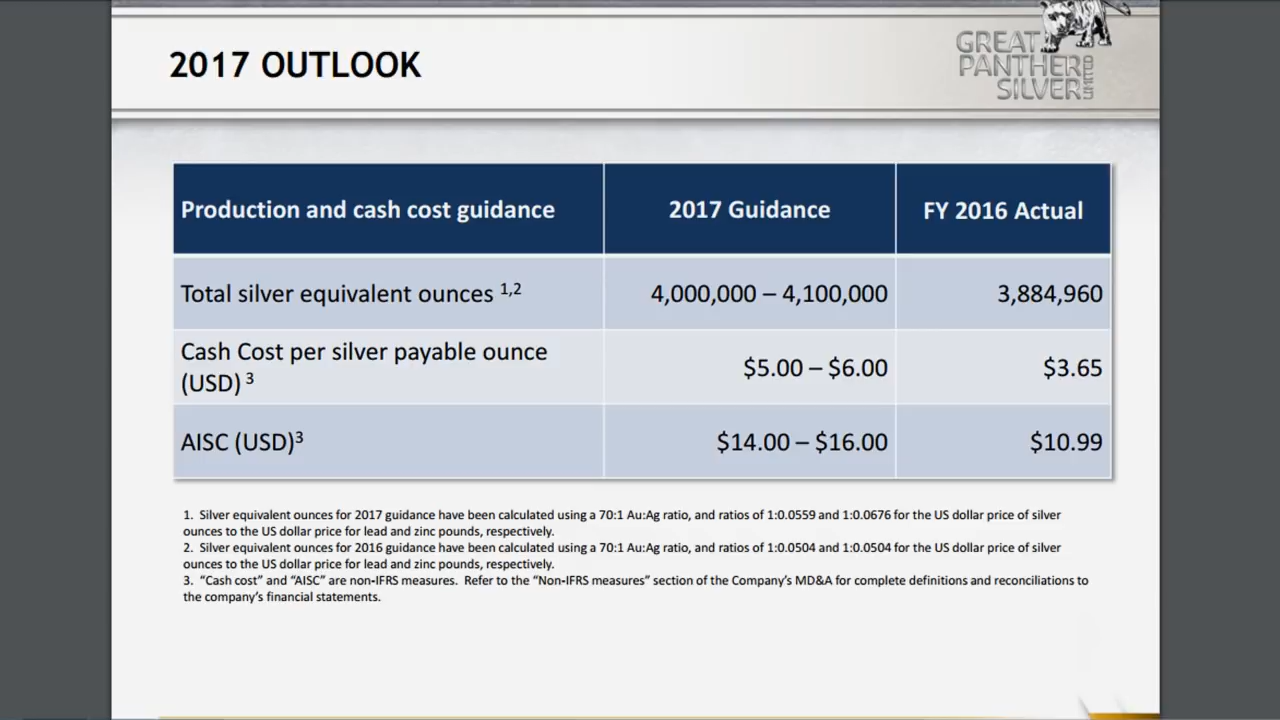 2017 OUTLOOK
GREAT
PANTHER
SILVER
LIMITED
Production and cash cost guidance
2017 Guidance
FY 2016 Actual
Total silver equivalent ounces 1,2
4,000,000 – 4,100,000
3,884,960
Cash Cost per silver payable ounce
(USD) 3
$5.00 – $6.00
$3.65
AISC (USD)3
$14.00 – $16.00
$10.99
1. Silver equivalent ounces for 2017 guidance have been calculated using a 70:1 Au:Ag ratio, and ratios of 1:0.0559 and 1:0.0676 for the US dollar price of silver
ounces to the US dollar price for lead and zinc pounds, respectively.
2. Silver equivalent ounces for 2016 guidance have been calculated using a 70:1 Au:Ag ratio, and ratios of 1:0.0504 and 1:0.0504 for the US dollar price of silver
ounces to the US dollar price for lead and zinc pounds, respectively.
3. “Cash cost” and “AISC” are non-IFRS measures. Refer to the “Non-IFRS measures” section of the Company’s MD&A for complete definitions and reconciliations to
the company’s financial statements.